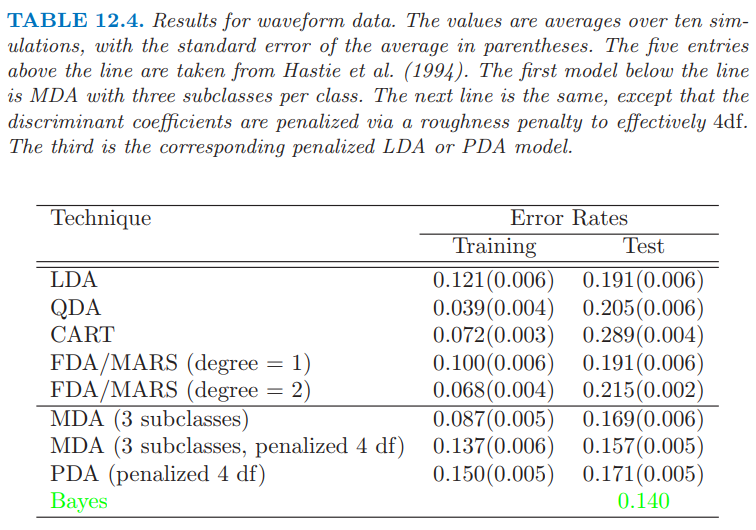 TABLE 12.4. Results for waveform data. The values are averages over ten sim-
ulations, with the standard error of the average in parentheses. The five entries
above the line are taken from Hastie et al. (1994). The first model below the line
is MDA with three subclasses per class. The next line is the same, except that the
discriminant coefficients are penalized via a roughness penalty to effectively 4df.
The third is the corresponding penalized LDA or PDA model.
Technique Error Rates
Training Test
LDA 0.121(0.006) 0.191(0.006)
QDA 0.039(0.004) 0.205(0.006)
CART 0.072(0.003) 0.289(0.004)
FDA/MARS (degree = 1) 0.100(0.006) 0.191(0.006)
FDA/MARS (degree = 2) 0.068(0.004) 0.215(0.002)
MDA (3 subclasses) 0.087(0.005) 0.169(0.006)
MDA (3 subclasses, penalized 4 df) 0.137(0.006) 0.157(0.005)
PDA (penalized 4 df) 0.150(0.005) 0.171(0.005)
Bayes 0.140